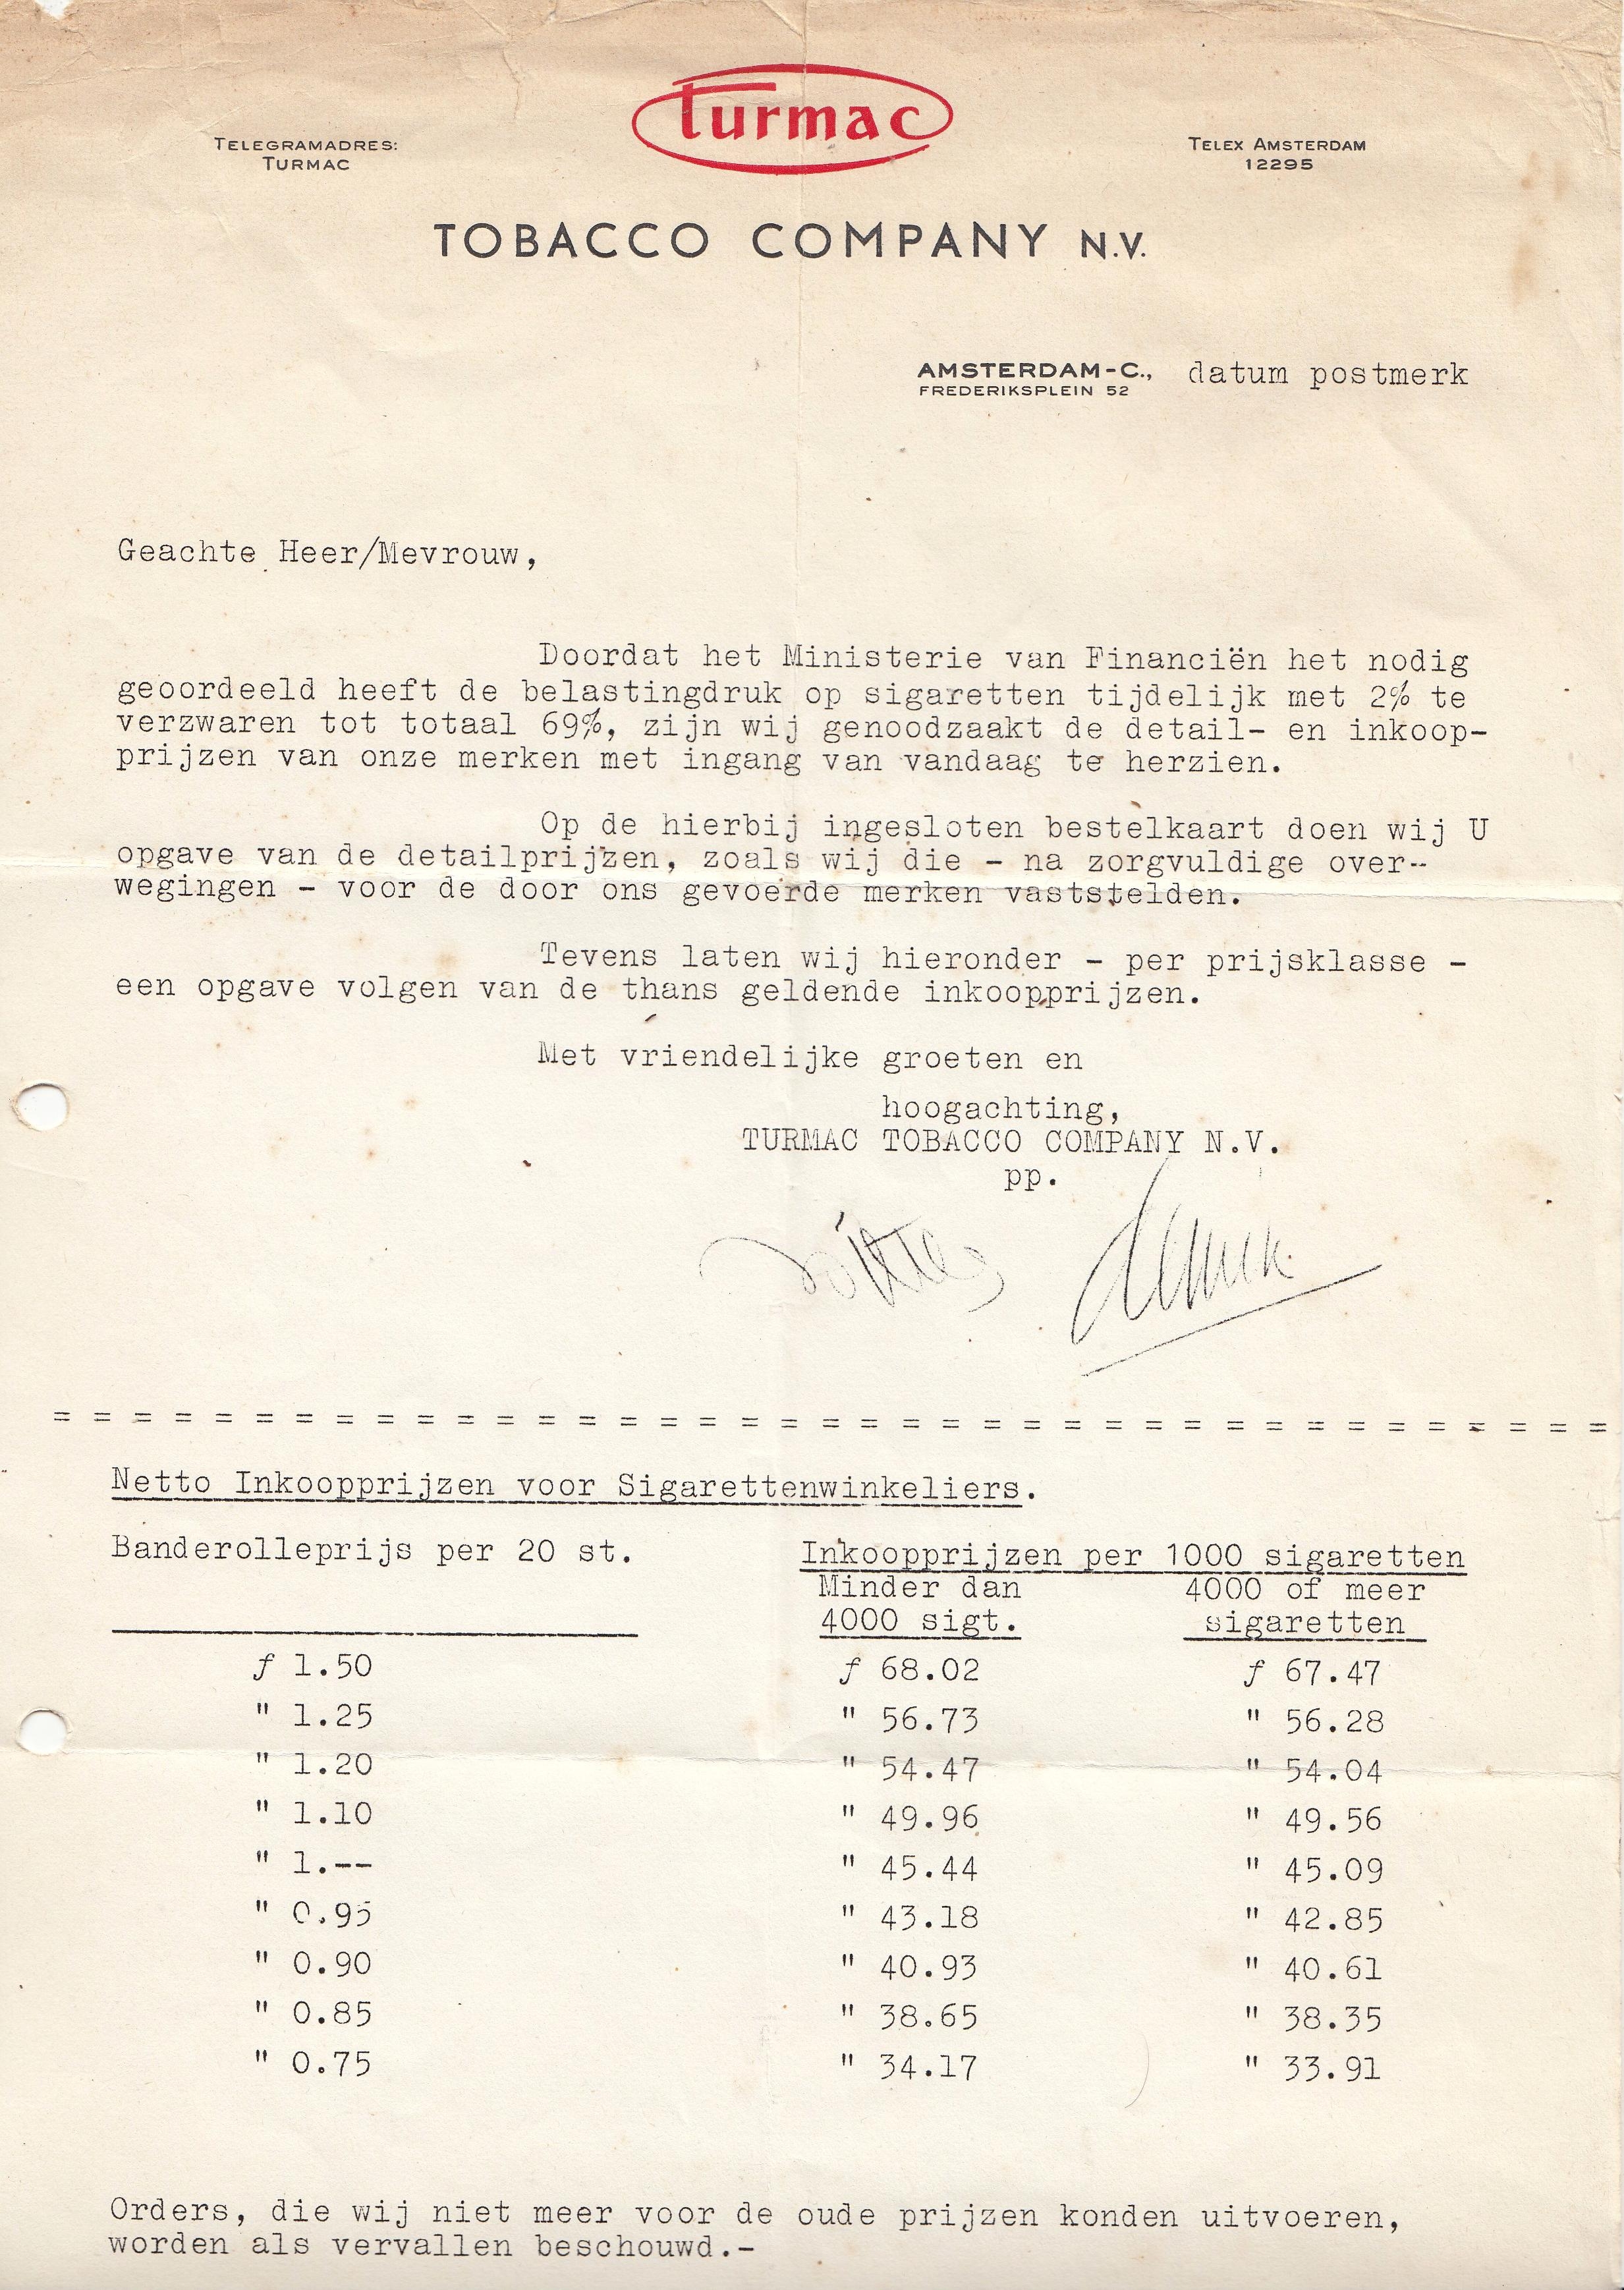 turmac
TELEGRAMADRES:
TURMAC
TELEX AMSTERDAM
12295
TOBACCO COMPANY N.V.
AMSTERDAM-C., datum postmerk
FREDERIKSPLEIN 52
Geachte Heer/Mevrouw,
Doordat het Ministerie van Financiën het nodig
geoordeeld heeft de belastingdruk op sigaretten tijdelijk met 2% te
verzwaren tot totaal 69%, zijn wij genoodzaakt de detail- en inkoop-
prijzen van onze merken met ingang van vandaag te herzien.
Op de hierbij ingesloten bestelkaart doen wij U
opgave van de detailprijzen, zoals wij die - na zorgvuldige over--
wegingen - voor de door ons gevoerde merken vaststelden.
Tevens laten wij hieronder - per prijsklasse -
een opgave volgen van de thans geldende inkoopprijzen.
Met vriendelijke groeten en
hoogachting,
TURMAC TOBACCO COMPANY N.V.
pp.
= = = = = = = = = = = = = = = = = = = = = = = = = = = = = = = = = = = = = = =
Netto Inkoopprijzen voor Sigarettenwinkeliers.
Banderolleprijs per 20 st. Inkoopprijzen per 1000 sigaretten
Minder dan 4000 of meer
4000 sigt. sigaretten
ƒ 1.50 ƒ 68.02 ƒ 67.47
" 1.25 " 56.73 " 56.28
" 1.20 " 54.47 " 54.04
" 1.10 " 49.96 " 49.56
" 1.-- " 45.44 " 45.09
" 0.95 " 43.18 " 42.85
" 0.90 " 40.93 " 40.61
" 0.85 " 38.65 " 38.35
" 0.75 " 34.17 " 33.91
Orders, die wij niet meer voor de oude prijzen konden uitvoeren,
worden als vervallen beschouwd.-